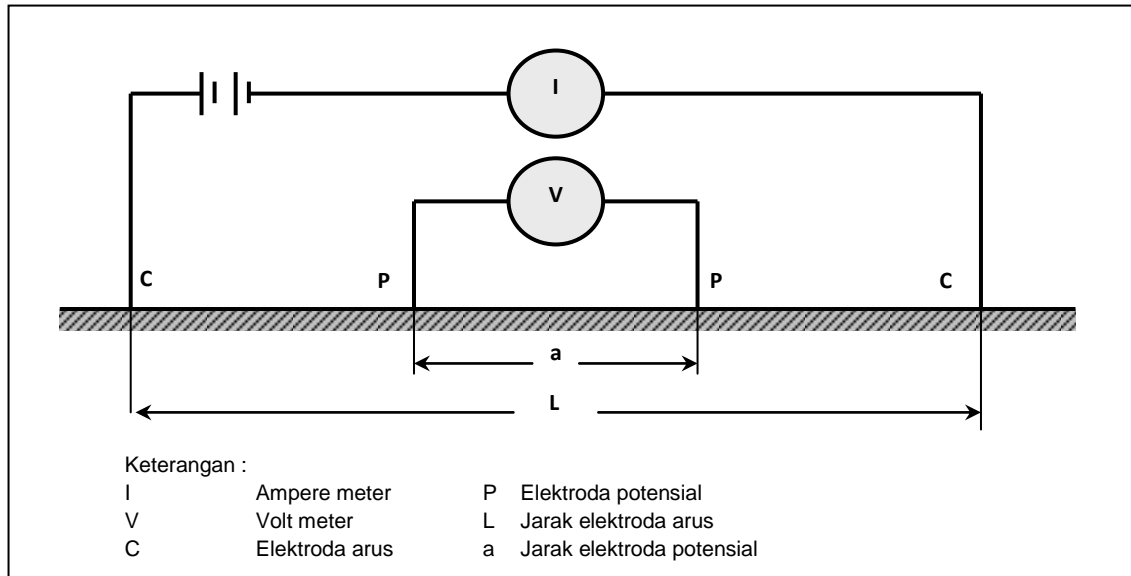 I
V
C P P C
a
L
Keterangan :
I Ampere meter P Elektroda potensial
V Volt meter L Jarak elektroda arus
C Elektroda arus a Jarak elektroda potensial